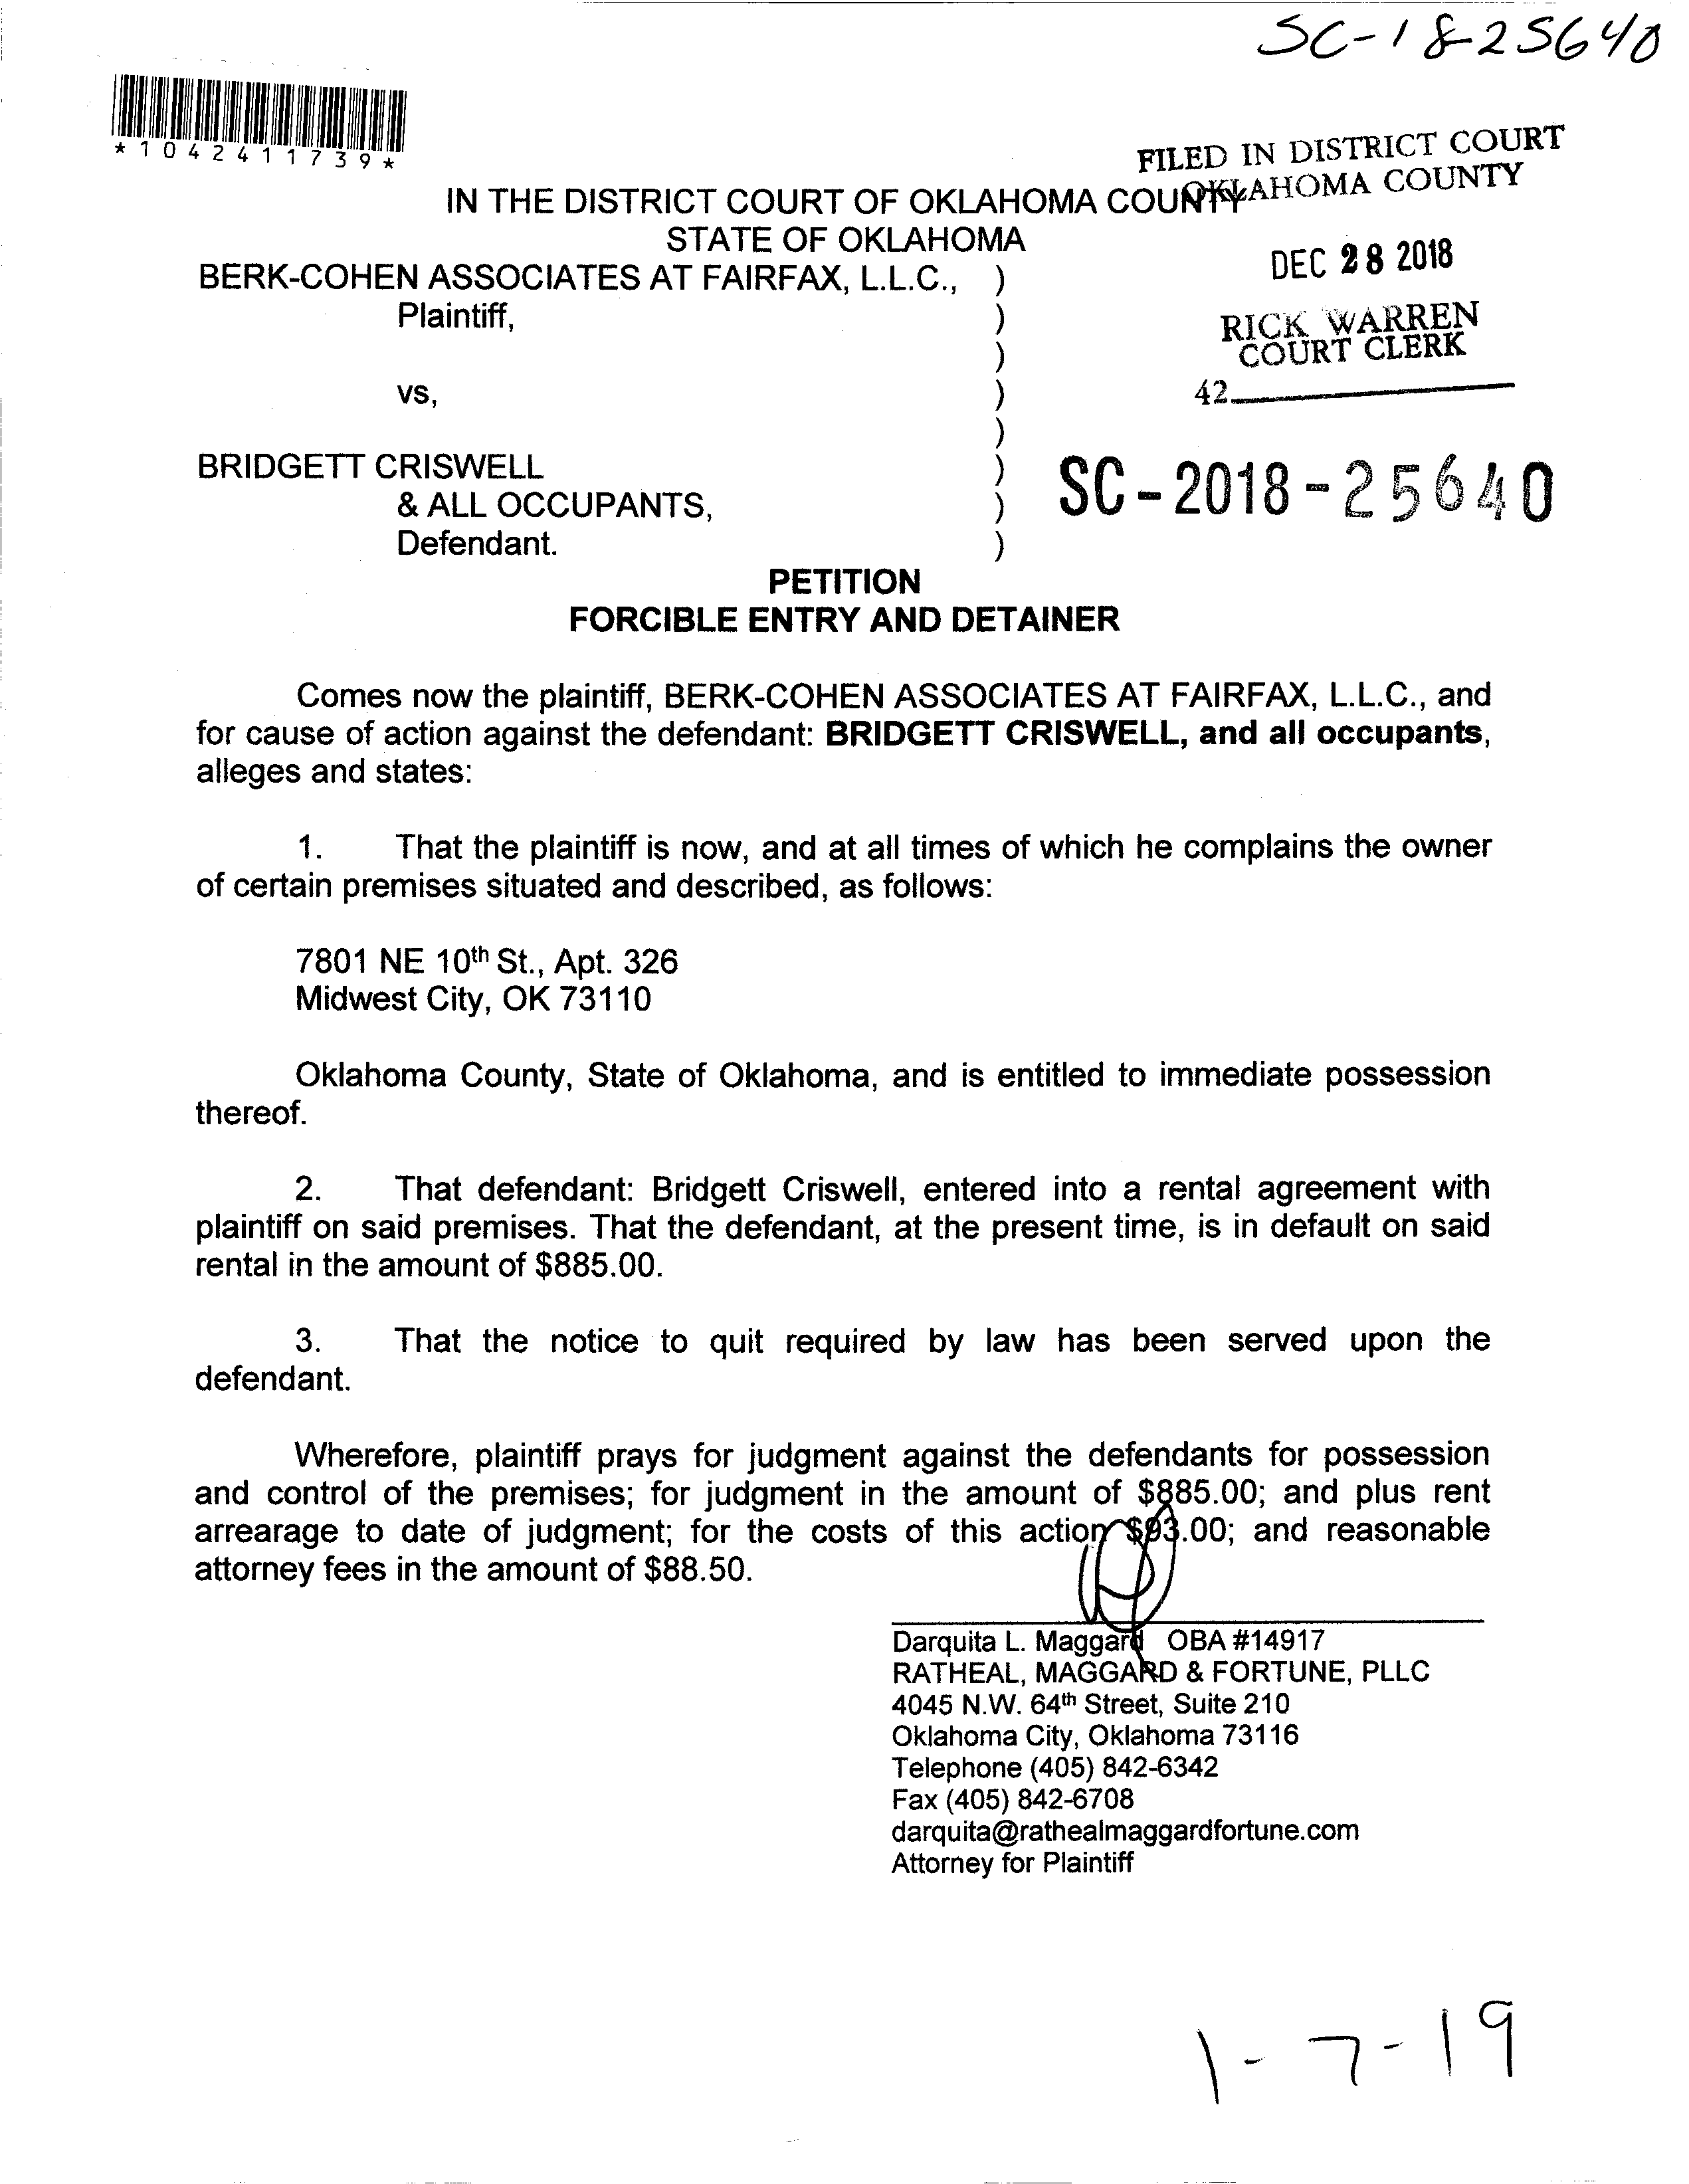 SC-18-25640
*1042411739*
FILED IN DISTRICT COURT
OKLAHOMA COUNTY
IN THE DISTRICT COURT OF OKLAHOMA COUNTY
STATE OF OKLAHOMA
DEC 28 2018
BERK-COHEN ASSOCIATES AT FAIRFAX, L.L.C., )
Plaintiff, )
RICK WARREN
COURT CLERK
)
vs, )
42
)
BRIDGETT CRISWELL )
& ALL OCCUPANTS, )
SC-2018-25640
Defendant. )
PETITION
FORCIBLE ENTRY AND DETAINER
Comes now the plaintiff, BERK-COHEN ASSOCIATES AT FAIRFAX, L.L.C., and
for cause of action against the defendant: BRIDGETT CRISWELL, and all occupants,
alleges and states:
1. That the plaintiff is now, and at all times of which he complains the owner
of certain premises situated and described, as follows:
7801 NE 10th St., Apt. 326
Midwest City, OK 73110
Oklahoma County, State of Oklahoma, and is entitled to immediate possession
thereof.
2. That defendant: Bridgett Criswell, entered into a rental agreement with
plaintiff on said premises. That the defendant, at the present time, is in default on said
rental in the amount of $885.00.
3. That the notice to quit required by law has been served upon the
defendant.
Wherefore, plaintiff prays for judgment against the defendants for possession
and control of the premises; for judgment in the amount of $885.00; and plus rent
arrearage to date of judgment; for the costs of this action $93.00; and reasonable
attorney fees in the amount of $88.50.
Darquita L. Maggard OBA #14917
RATHEAL, MAGGARD & FORTUNE, PLLC
4045 N.W. 64th Street, Suite 210
Oklahoma City, Oklahoma 73116
Telephone (405) 842-6342
Fax (405) 842-6708
darquita@rathealmaggardfortune.com
Attorney for Plaintiff
1-7-19